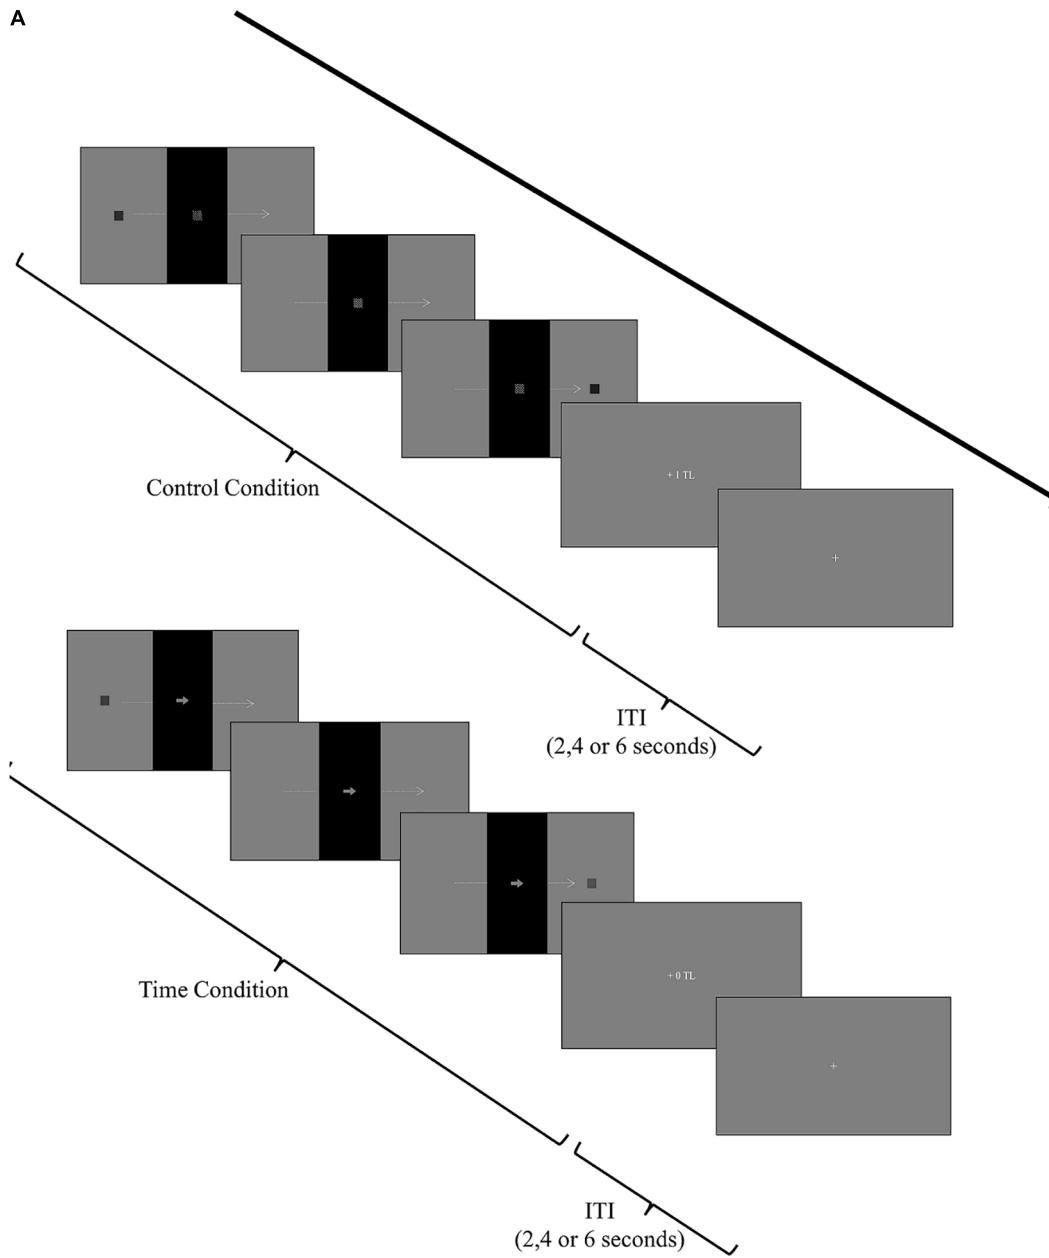 A
+ 1 TL
Control Condition
+
ITI
(2,4 or 6 seconds)
+ 0 TL
Time Condition
+
ITI
(2,4 or 6 seconds)